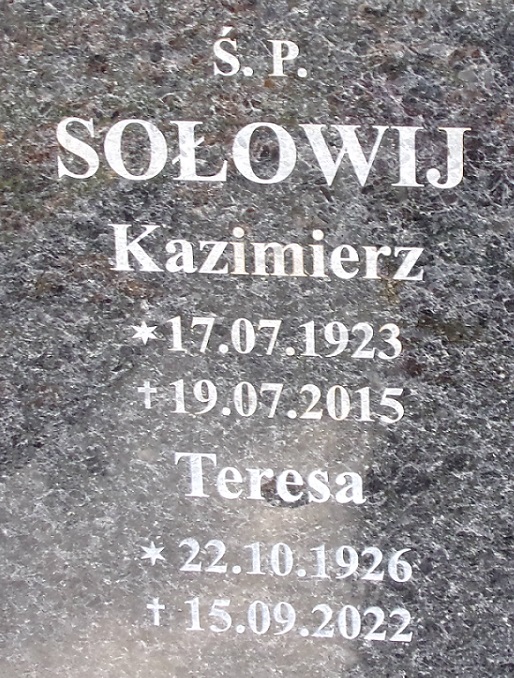 Ś. P.
SOŁOWIJ
Kazimierz
✶17.07.1923
✝19.07.2015
Teresa
✶ 22.10.1926
✝ 15.09.2022